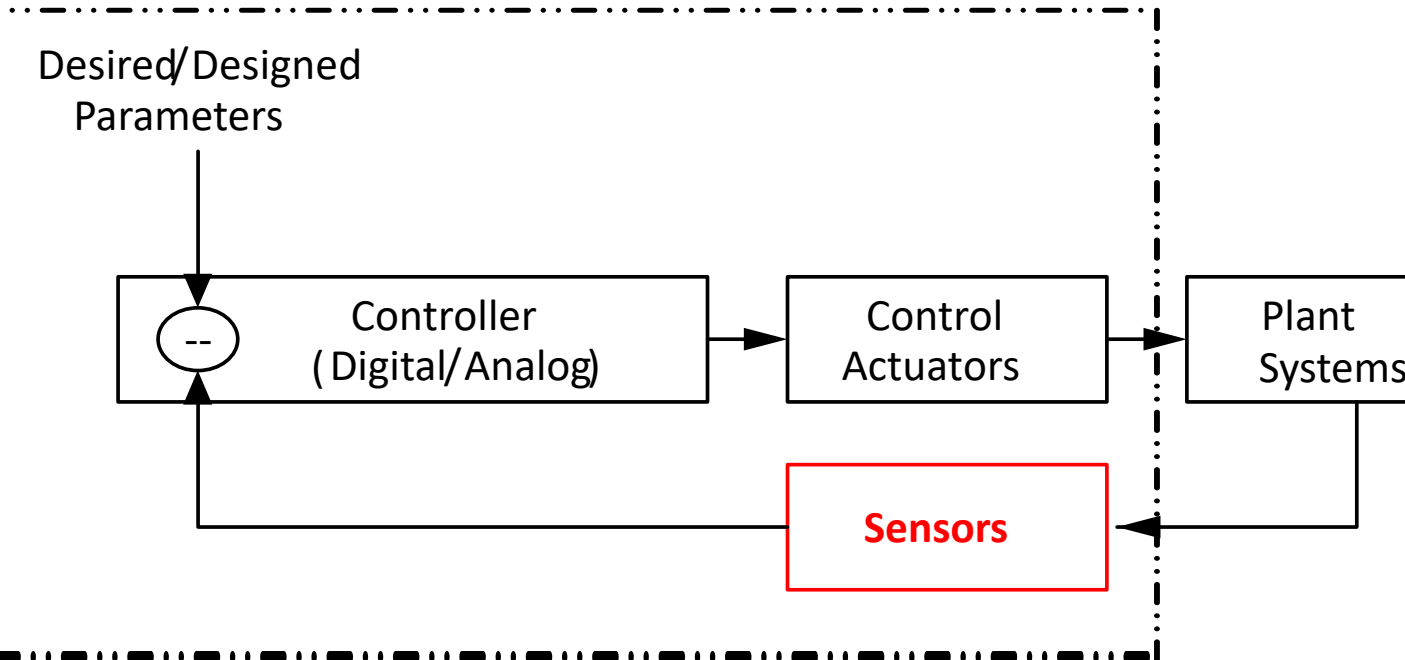 Desired/Designed
Parameters
--
Controller
(Digital/Analog)
Control
Actuators
Plant
Systems
Sensors